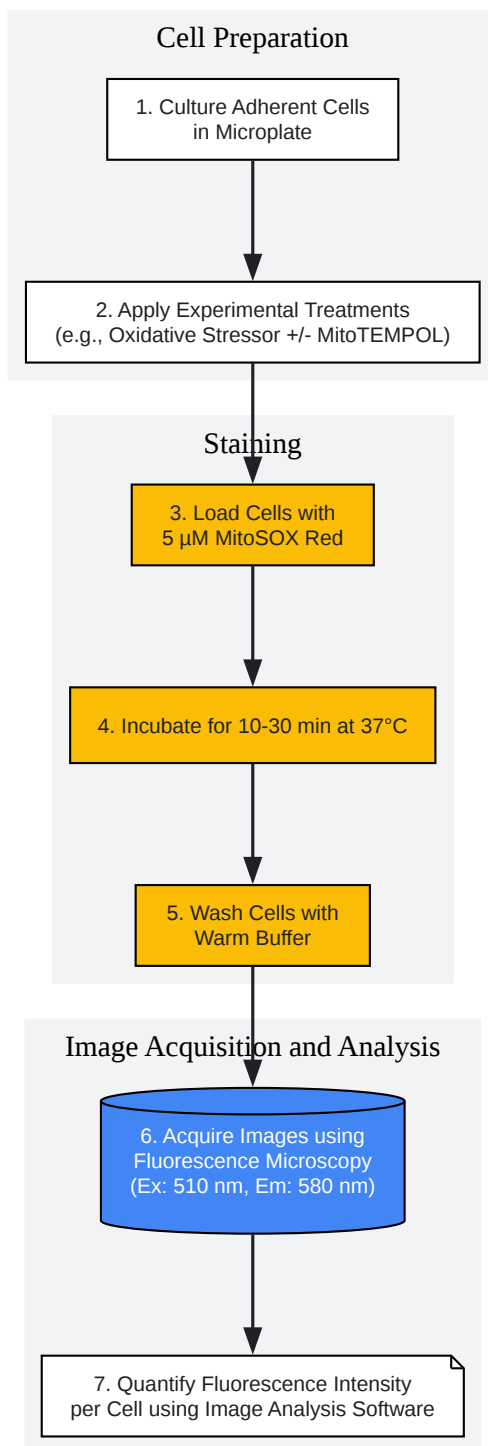 Cell Preparation
1. Culture Adherent Cells
in Microplate
2. Apply Experimental Treatments
(e.g., Oxidative Stressor +/- MitoTEMPOL)
Staining
3. Load Cells with
5 µM MitoSOX Red
4. Incubate for 10-30 min at 37°C
5. Wash Cells with
Warm Buffer
Image Acquisition and Analysis
6. Acquire Images using
Fluorescence Microscopy
(Ex: 510 nm, Em: 580 nm)
7. Quantify Fluorescence Intensity
per Cell using Image Analysis Software